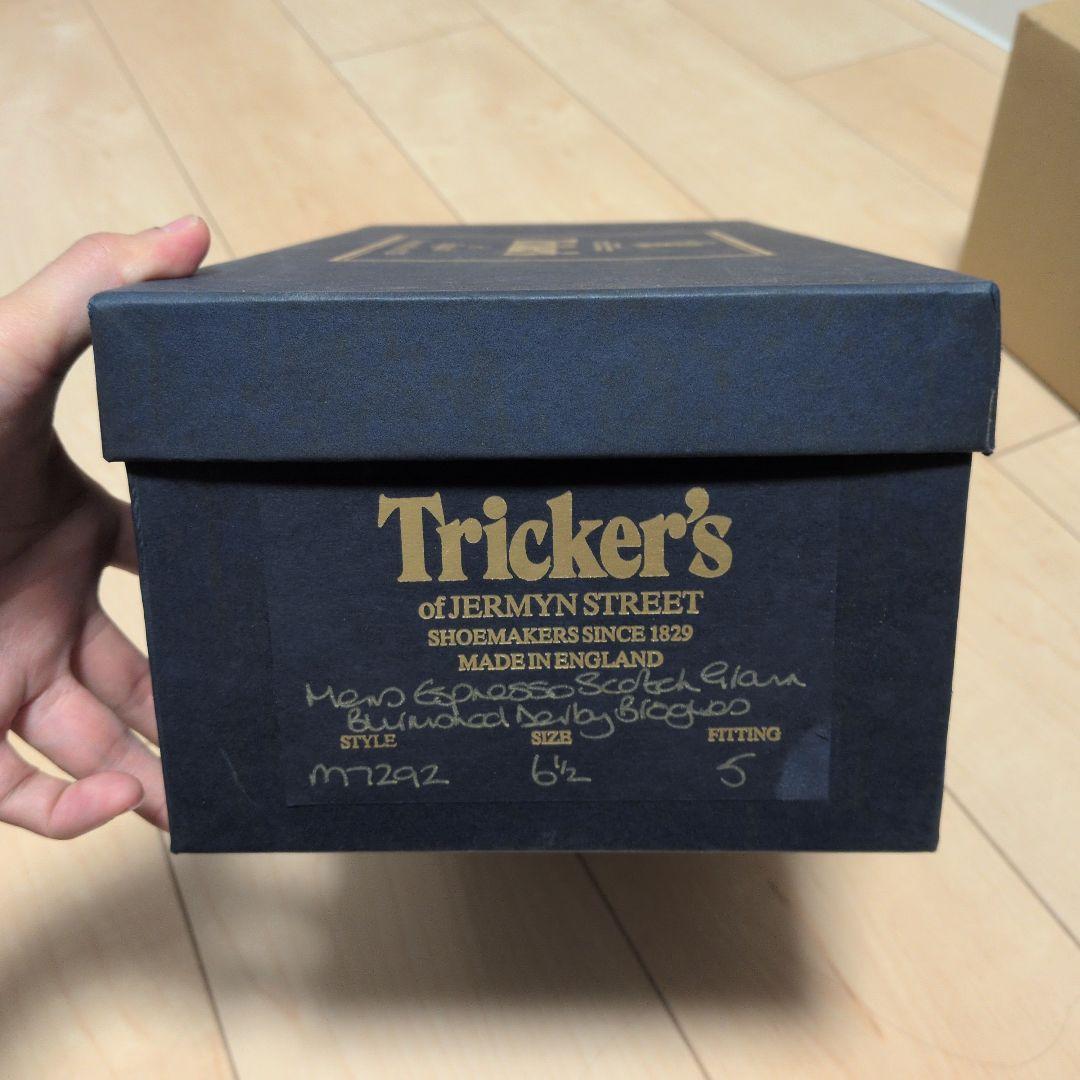 Tricker's
of JERMYN STREET
SHOEMAKERS SINCE 1829
MADE IN ENGLAND
Mens Espresso Scotch Grain
Derby Brogues
STYLE SIZE FITTING
M7292 6½ 5